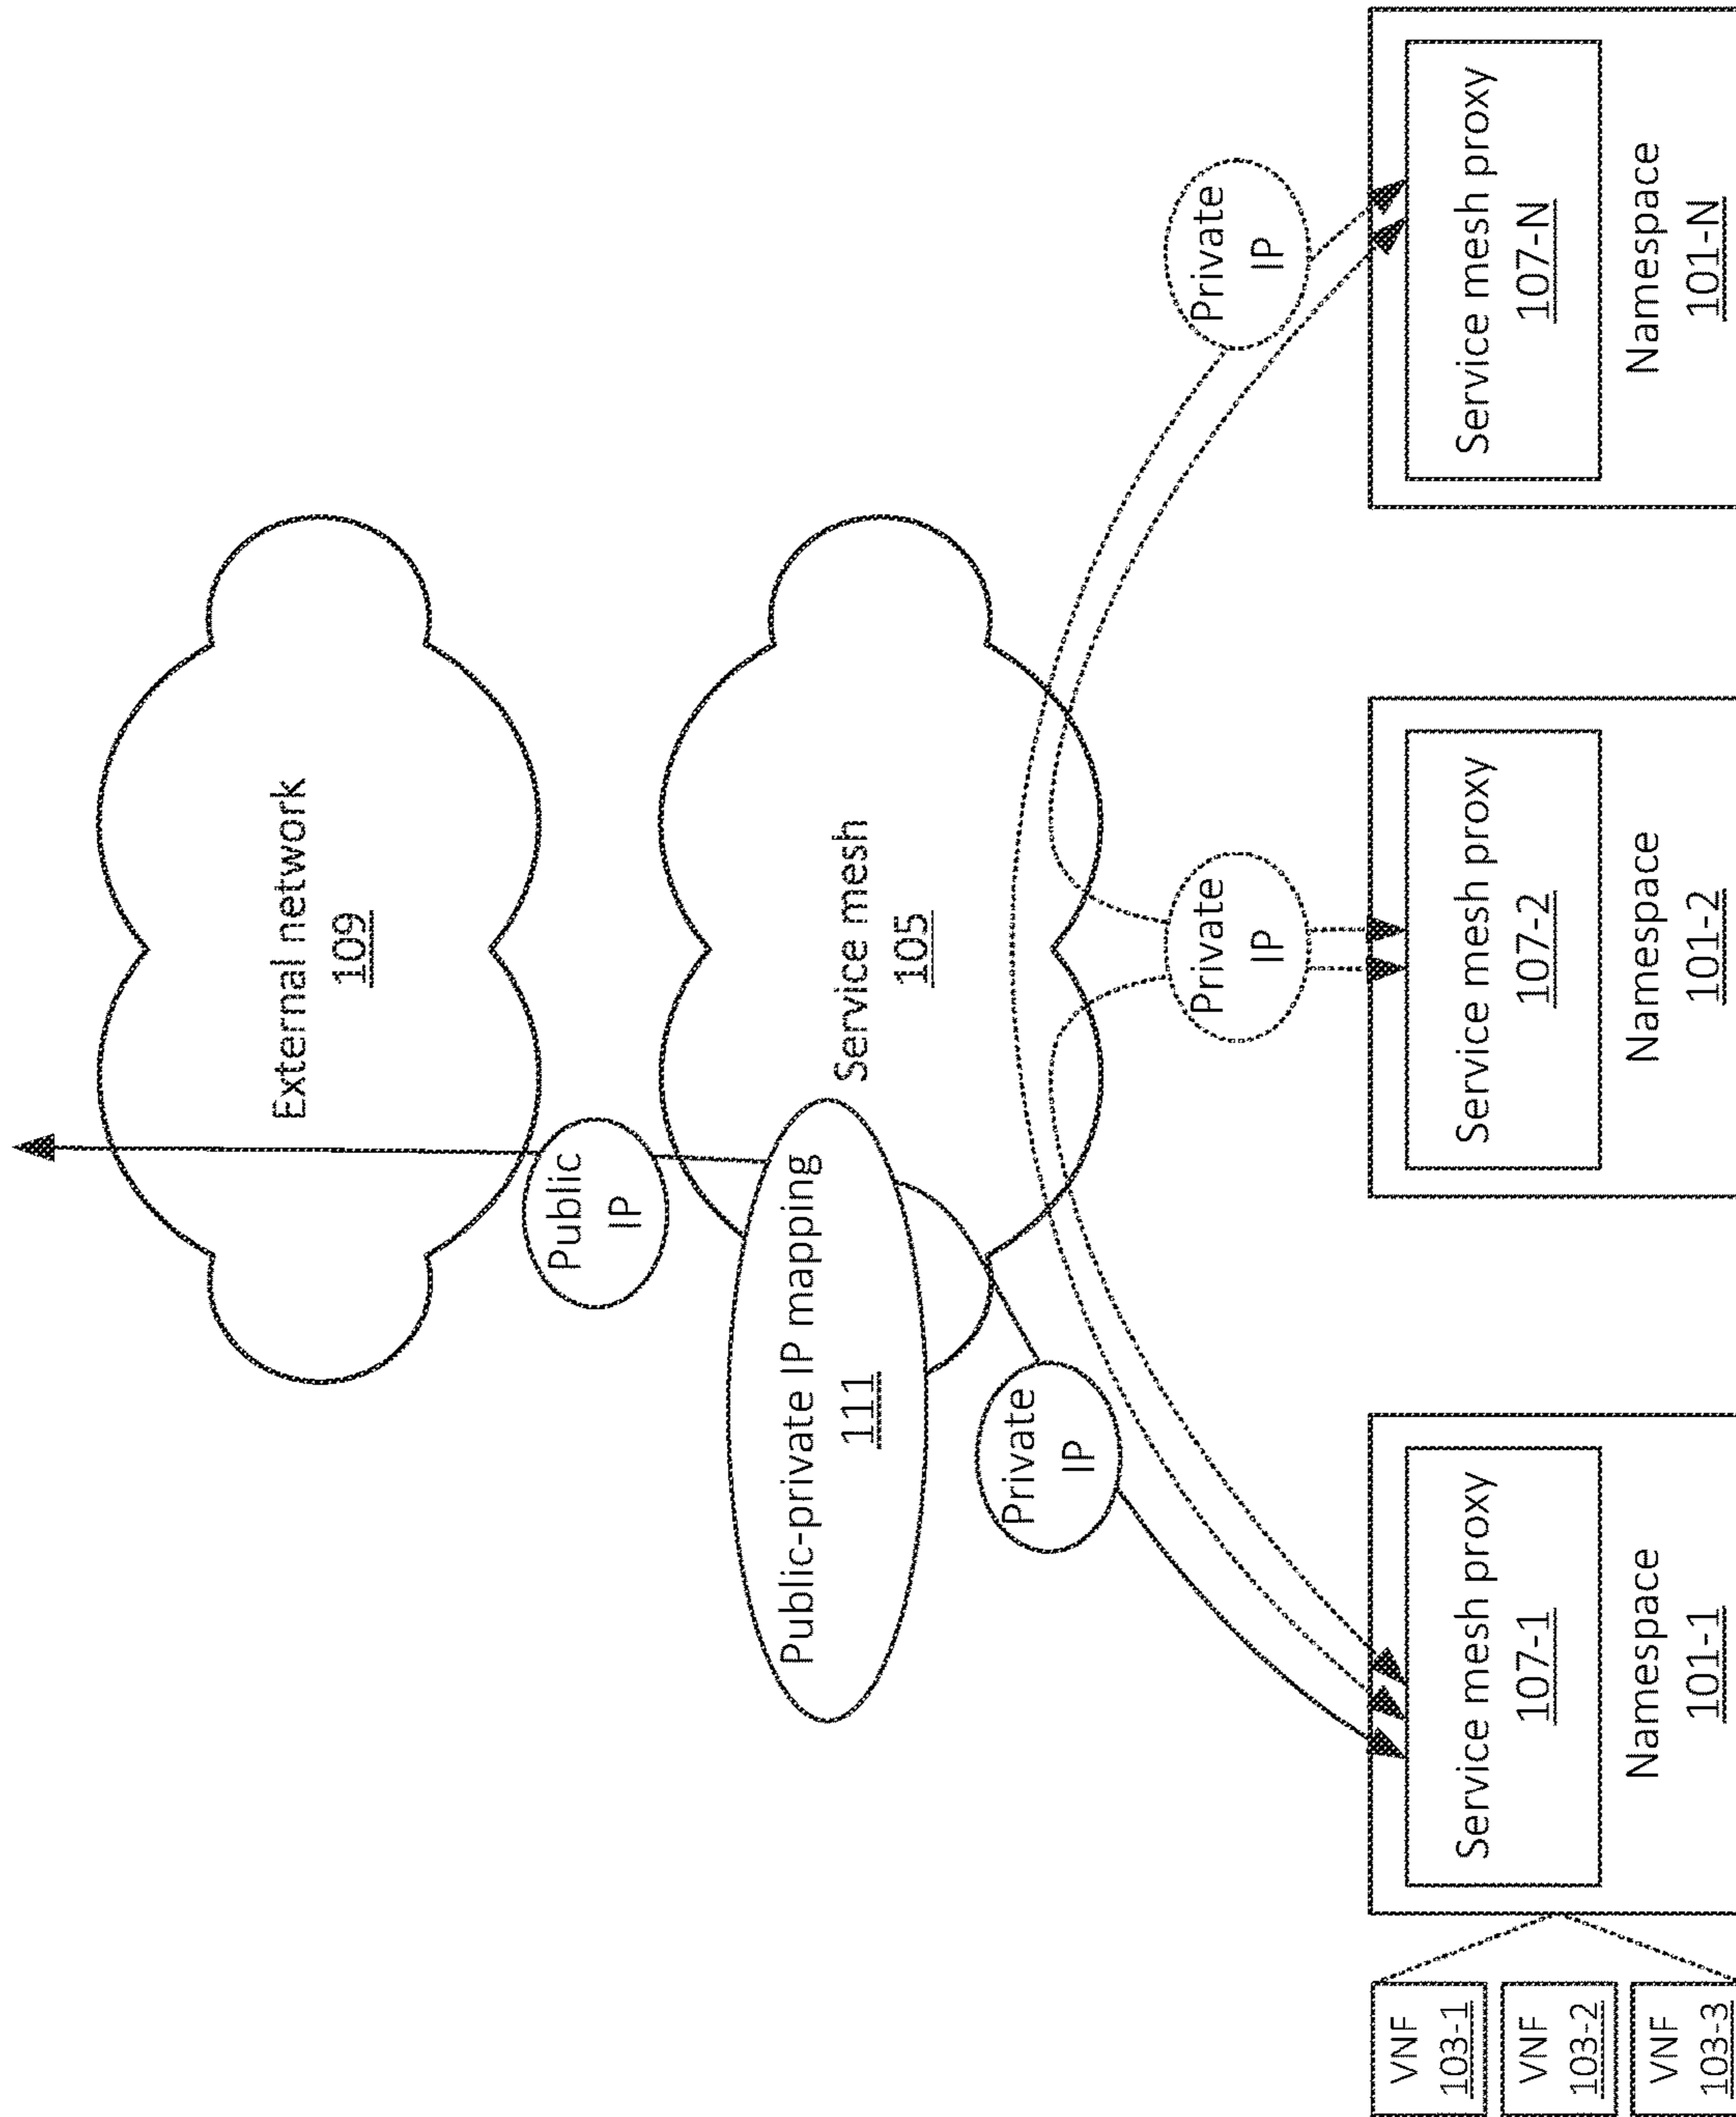 External network
109
Public
IP
Service mesh
105
Public-private IP mapping
111
Private
IP
Private
IP
Private
IP
VNF
103-1
VNF
103-2
VNF
103-3
Service mesh proxy
107-1
Namespace
101-1
Service mesh proxy
107-2
Namespace
101-2
Service mesh proxy
107-N
Namespace
101-N